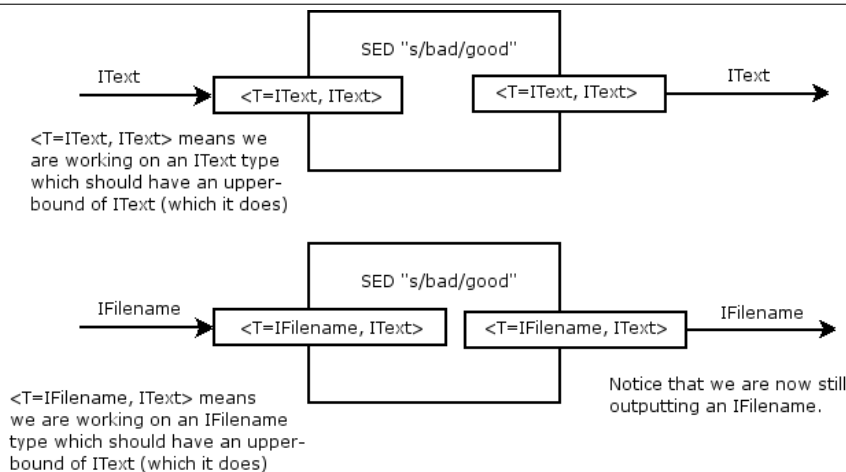 SED "s/bad/good"
IText
<T=IText, IText>
<T=IText, IText>
IText
<T=IText, IText> means we
are working on an IText type
which should have an upper-
bound of IText (which it does)
SED "s/bad/good"
IFilename
<T=IFilename, IText>
<T=IFilename, IText>
IFilename
<T=IFilename, IText> means
we are working on an IFilename
type which should have an upper-
bound of IText (which it does)
Notice that we are now still
outputting an IFilename.